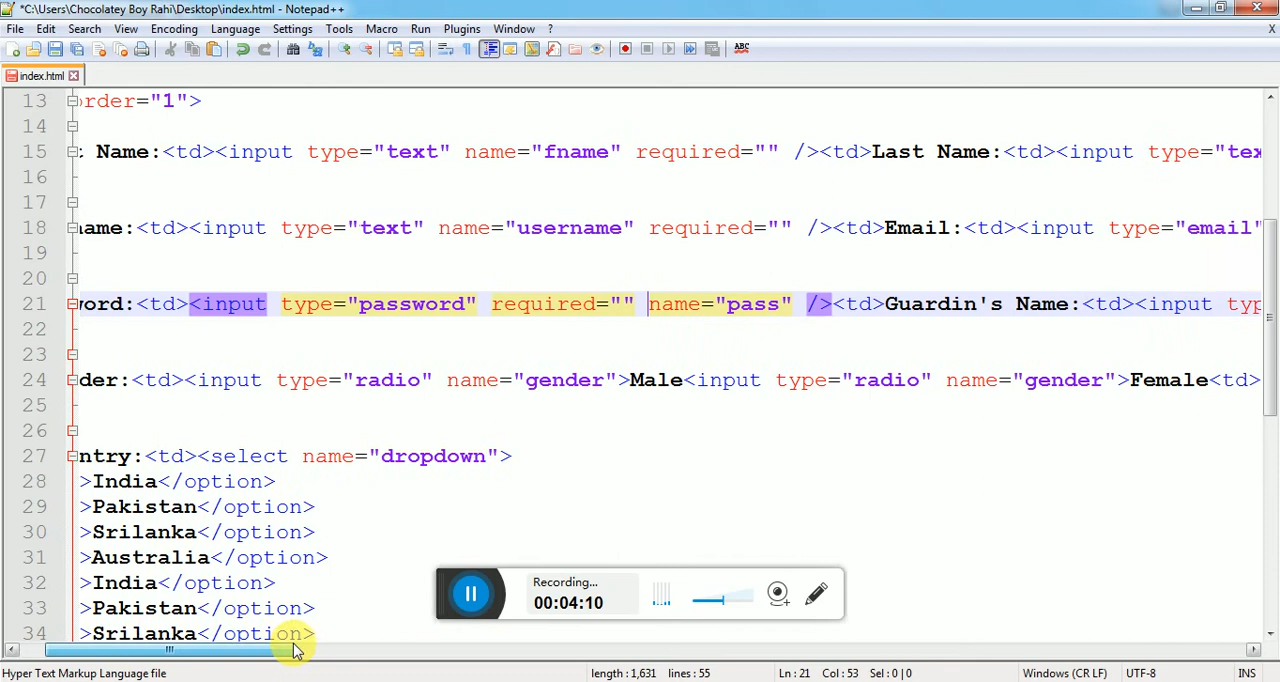 *C:\Users\Chocolatey Boy Rahi\Desktop\index.html - Notepad++
File Edit Search View Encoding Language Settings Tools Macro Run Plugins Window ? X
ABC
index.html
13 order="1">
14
15 t Name:<td><input type="text" name="fname" required="" /><td>Last Name:<td><input type="tex
16
17
18 name:<td><input type="text" name="username" required="" /><td>Email:<td><input type="email"
19
20
21 word:<td><input type="password" required="" name="pass" /><td>Guardin's Name:<td><input typ
22
23
24 der:<td><input type="radio" name="gender">Male<input type="radio" name="gender">Female<td>
25
26
27 ntry:<td><select name="dropdown">
28 >India</option>
29 >Pakistan</option>
30 >Srilanka</option>
31 >Australia</option>
32 >India</option>
33 >Pakistan</option>
34 >Srilanka</option>
Recording...
00:04:10
Hyper Text Markup Language file length : 1,631 lines : 55 Ln : 21 Col : 53 Sel : 0 | 0 Windows (CR LF) UTF-8 INS